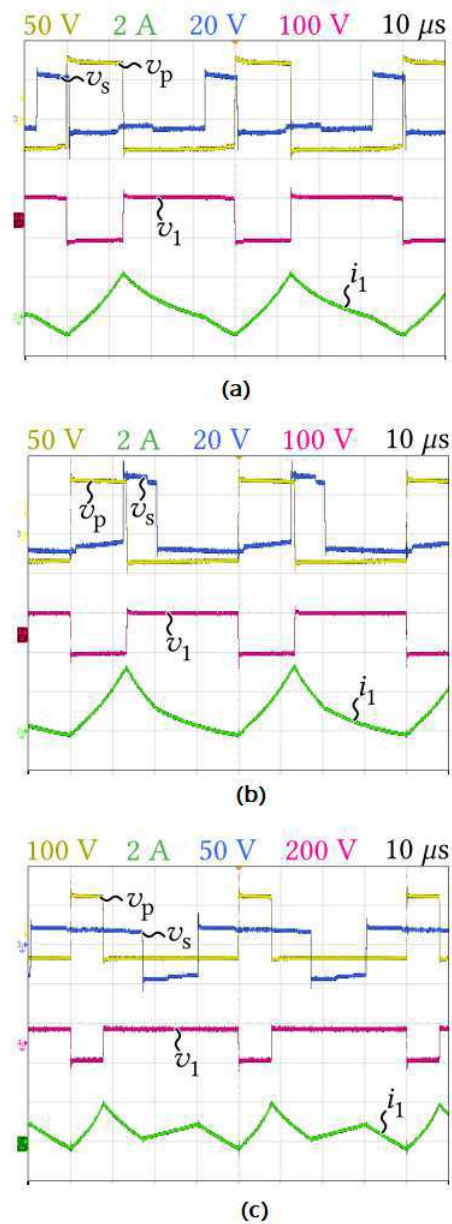 50 V 2 A 20 V 100 V 10 μs
v_s v_p
v_1
i_1
(a)
50 V 2 A 20 V 100 V 10 μs
v_p v_s
v_1
i_1
(b)
100 V 2 A 50 V 200 V 10 μs
v_p
v_s
v_1
i_1
(c)